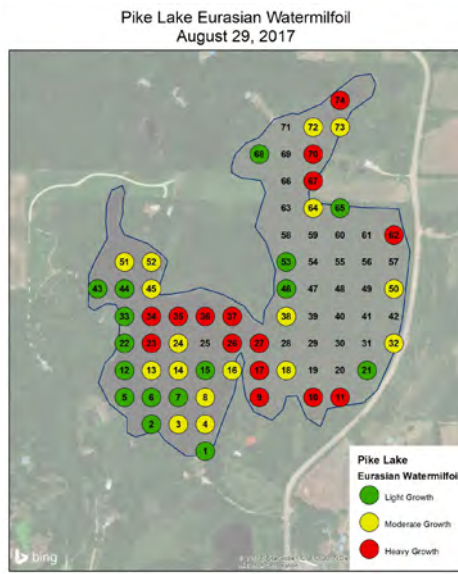 Pike Lake Eurasian Watermilfoil
August 29, 2017
74
71 72 73
68 69 70
66 67
63 64 65
58 59 60 61 62
51 52 53 54 55 56 57
43 44 45 46 47 48 49 50
33 34 35 36 37 38 39 40 41 42
22 23 24 25 26 27 28 29 30 31 32
12 13 14 15 16 17 18 19 20 21
5 6 7 8 9 10 11
2 3 4
1
Pike Lake
Eurasian Watermilfoil
Light Growth
Moderate Growth
Heavy Growth
bing